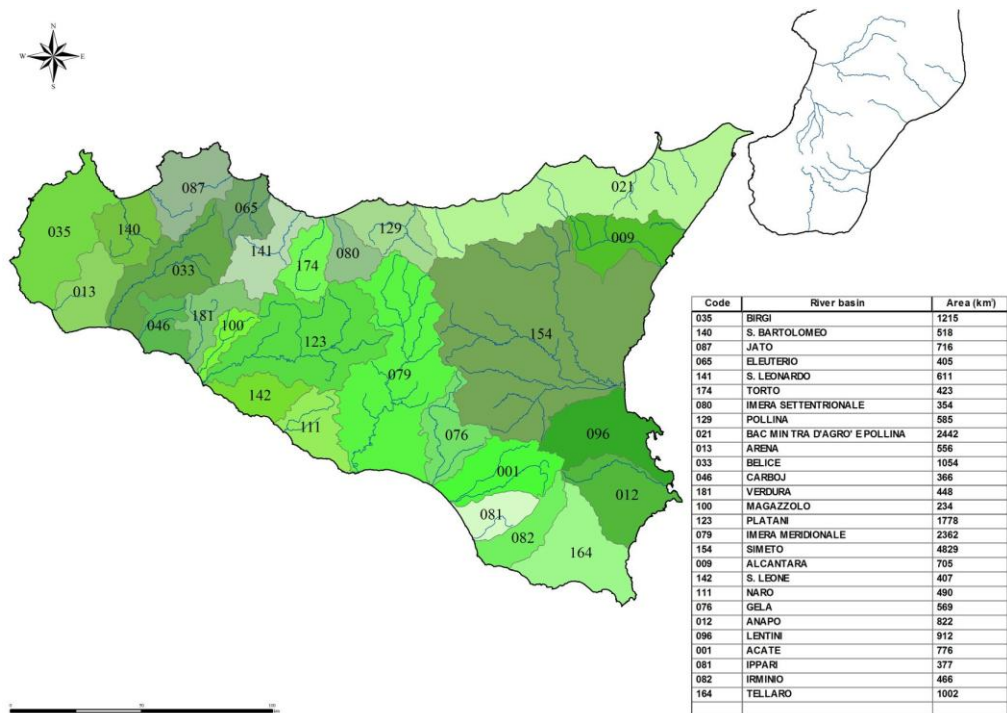 N
W E
S
021
087
065
035
140
129
009
141
033
080
174
013
181
100
046
123
154
079
142
111
076
096
001
012
081
082
164
Code River basin Area (km²)
035 BIRGI 1215
140 S. BARTOLOMEO 518
087 JATO 716
065 ELEUTERIO 405
141 S. LEONARDO 611
174 TORTO 423
080 IMERA SETTENTRIONALE 354
129 POLLINA 585
021 BAC MIN TRA D'AGRO' E POLLINA 2442
013 ARENA 556
033 BELICE 1054
046 CARBOJ 366
181 VERDURA 448
100 MAGAZZOLO 234
123 PLATANI 1778
079 IMERA MERIDIONALE 2362
154 SIMETO 4829
009 ALCANTARA 705
142 S. LEONE 407
111 NARO 490
076 GELA 569
012 ANAPO 822
096 LENTINI 912
001 ACATE 776
081 IPPARI 377
082 IRMINIO 466
164 TELLARO 1002
0